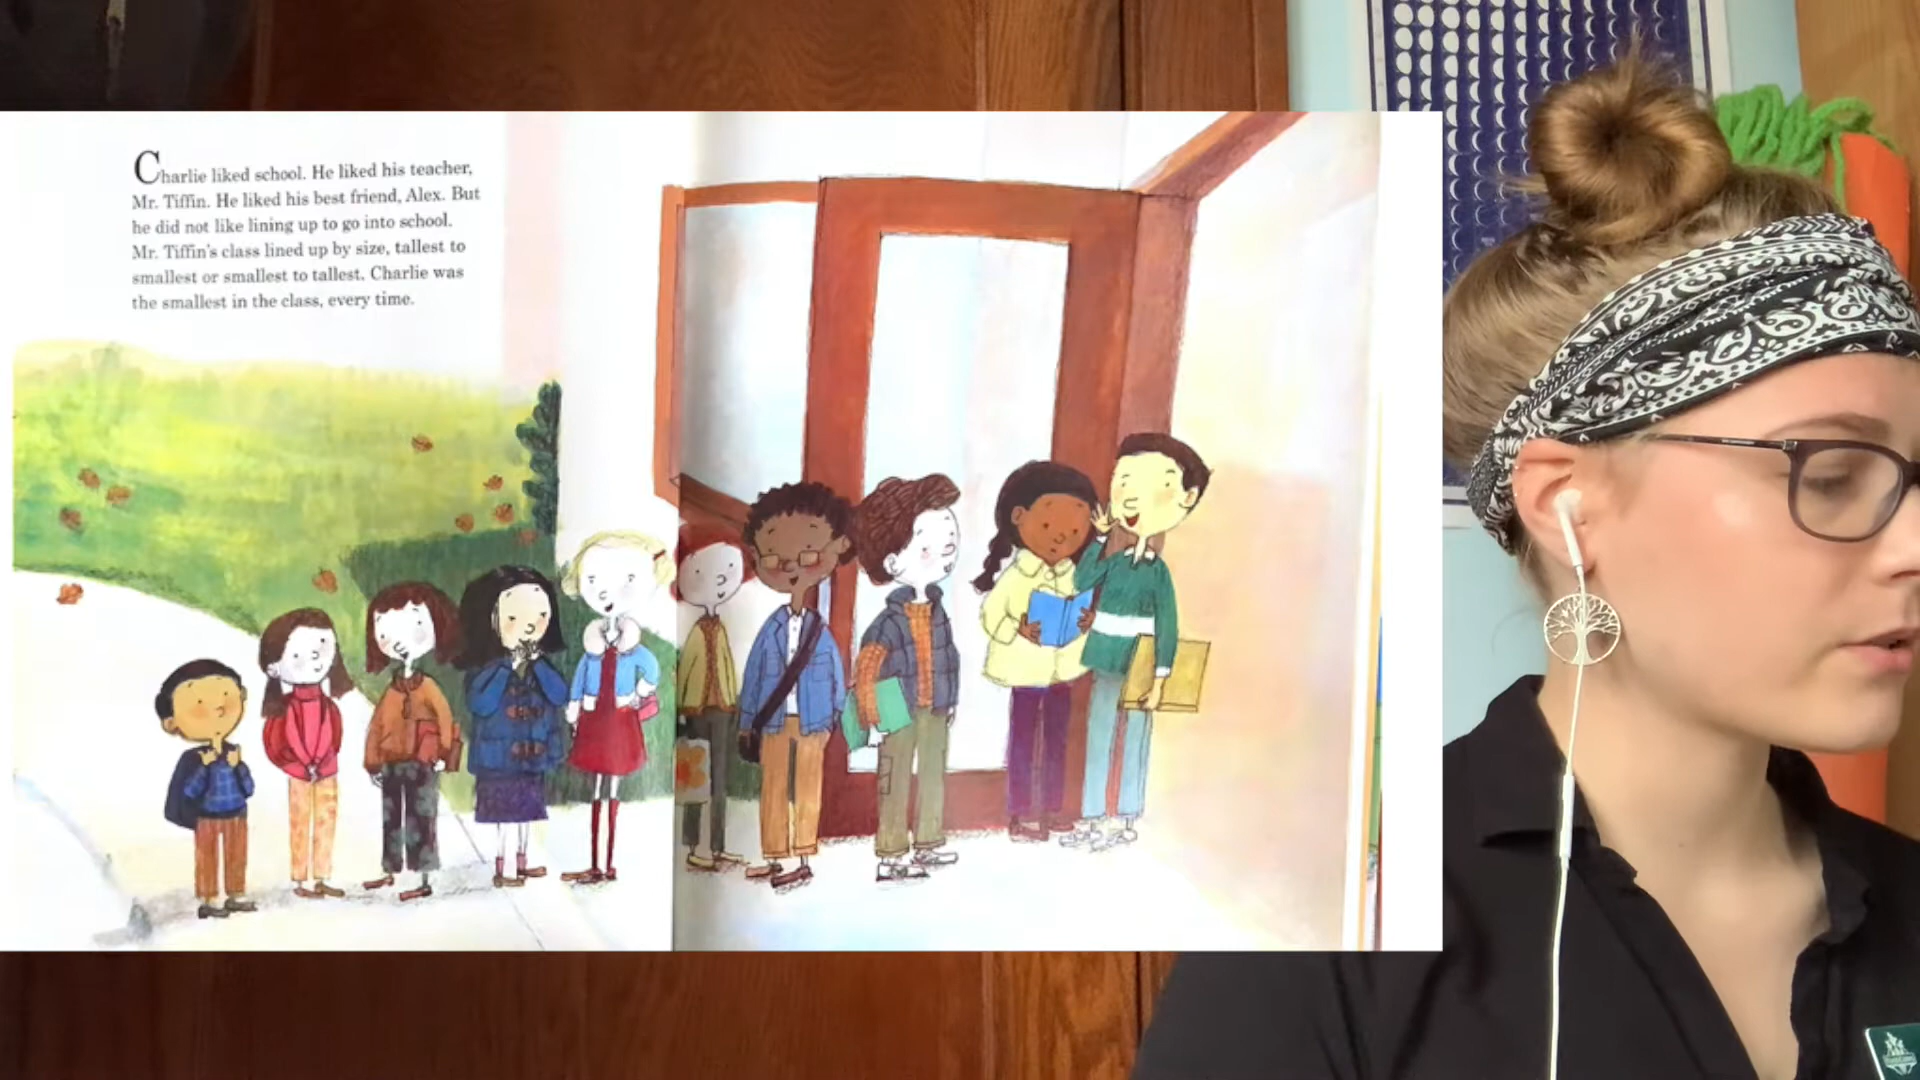 Charlie liked school. He liked his teacher,
Mr. Tiffin. He liked his best friend, Alex. But
he did not like lining up to go into school.
Mr. Tiffin's class lined up by size, tallest to
smallest or smallest to tallest. Charlie was
the smallest in the class, every time.